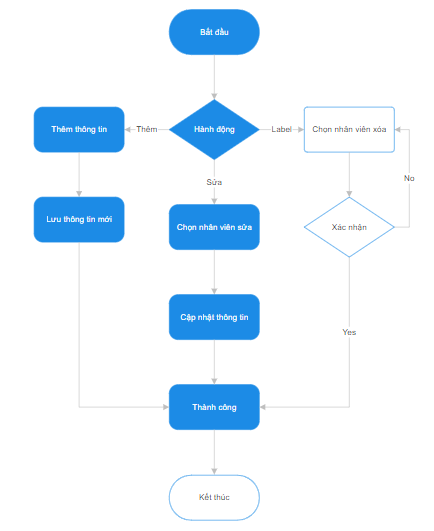 Bắt đầu
Thêm thông tin
Thêm
Hành động
Label
Chọn nhân viên xóa
No
Sửa
Lưu thông tin mới
Chọn nhân viên sửa
Xác nhận
Cập nhật thông tin
Yes
Thành công
Kết thúc